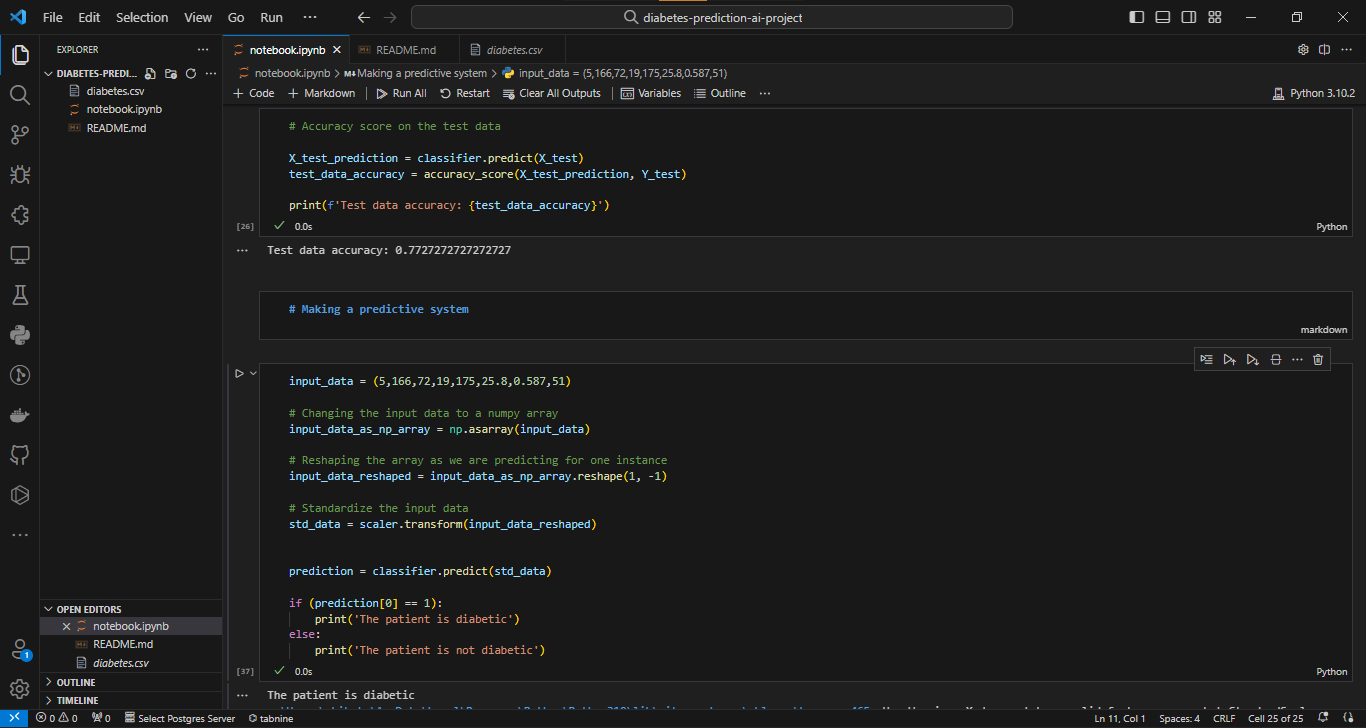 File Edit Selection View Go Run ··· diabetes-prediction-ai-project
EXPLORER ···
DIABETES-PREDI... ···
diabetes.csv
notebook.ipynb
README.md
notebook.ipynb README.md diabetes.csv ···
notebook.ipynb > M↓Making a predictive system > input_data = (5,166,72,19,175,25.8,0.587,51)
+ Code + Markdown | Run All Restart Clear All Outputs | Variables Outline ··· Python 3.10.2
# Accuracy score on the test data
X_test_prediction = classifier.predict(X_test)
test_data_accuracy = accuracy_score(X_test_prediction, Y_test)
print(f'Test data accuracy: {test_data_accuracy}')
[26] 0.0s Python
··· Test data accuracy: 0.7727272727272727
# Making a predictive system
markdown
input_data = (5,166,72,19,175,25.8,0.587,51)
# Changing the input data to a numpy array
input_data_as_np_array = np.asarray(input_data)
# Reshaping the array as we are predicting for one instance
input_data_reshaped = input_data_as_np_array.reshape(1, -1)
# Standardize the input data
std_data = scaler.transform(input_data_reshaped)
prediction = classifier.predict(std_data)
if (prediction[0] == 1):
print('The patient is diabetic')
else:
print('The patient is not diabetic')
[37] 0.0s Python
··· The patient is diabetic
OPEN EDITORS
notebook.ipynb
README.md
diabetes.csv
OUTLINE
TIMELINE
1
0 0 0 Select Postgres Server tabnine Ln 11, Col 1 Spaces: 4 CRLF Cell 25 of 25